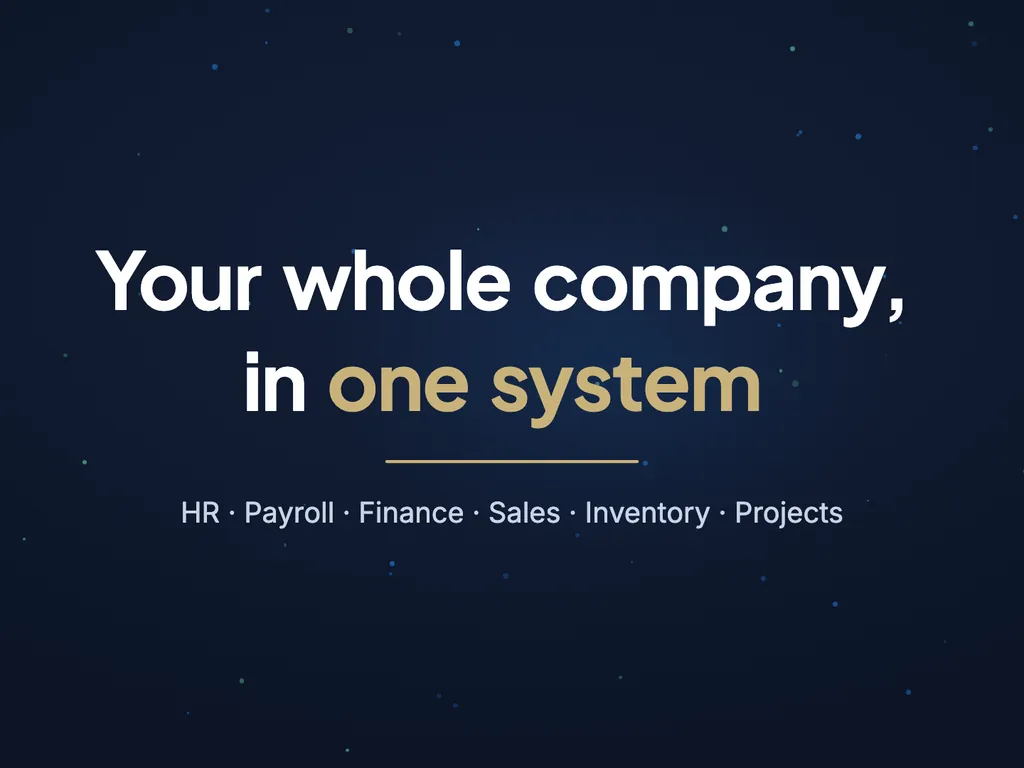 Your whole company,
in one system
HR · Payroll · Finance · Sales · Inventory · Projects